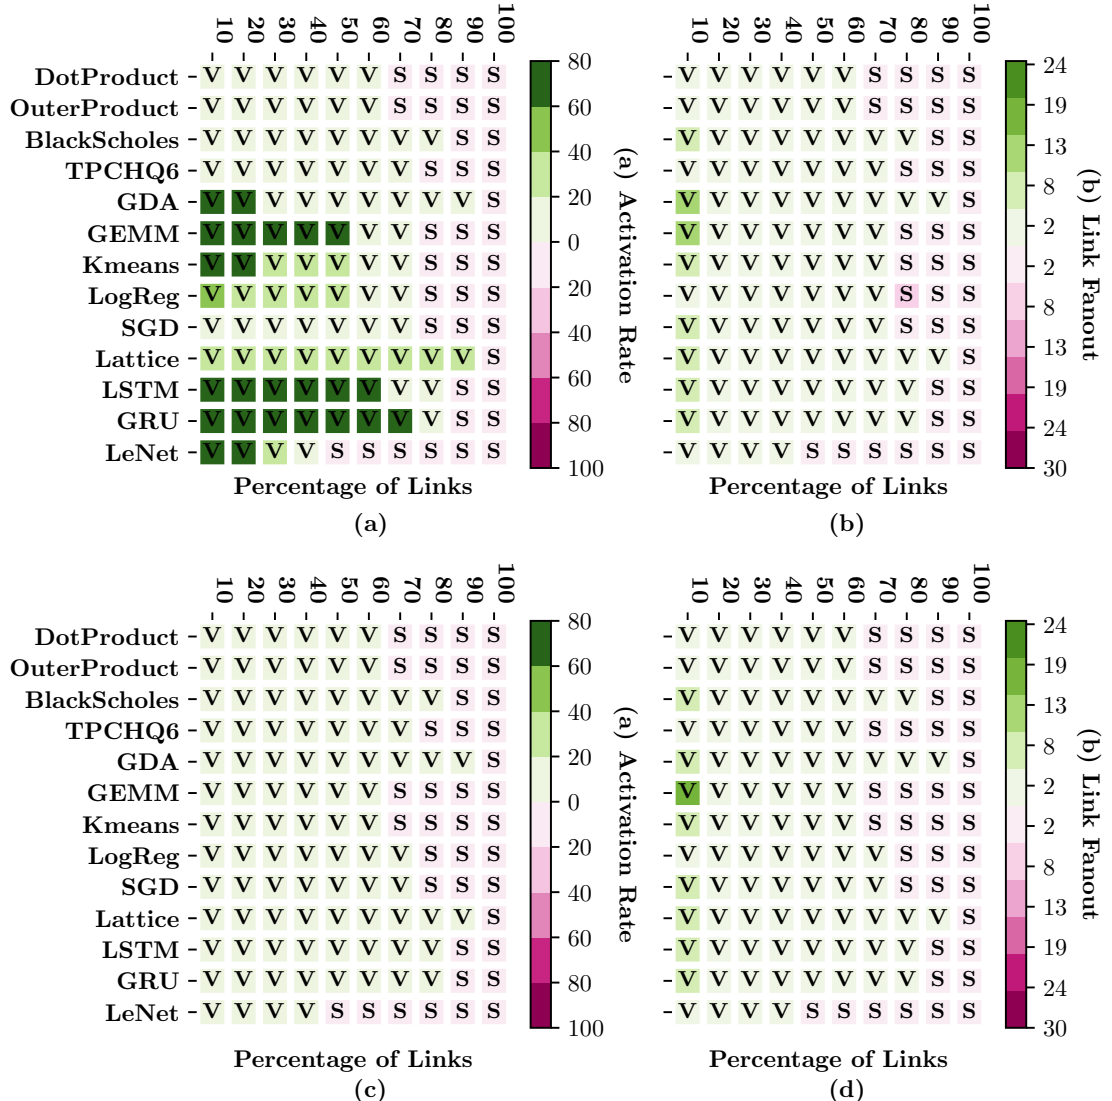 10 20 30 40 50 60 70 80 90 100
DotProduct V V V V V V S S S S
OuterProduct V V V V V V S S S S
BlackScholes V V V V V V V V S S
TPCHQ6 V V V V V V V S S S
GDA V V V V V V V V V S
GEMM V V V V V V V S S S
Kmeans V V V V V V V S S S
LogReg V V V V V V V S S S
SGD V V V V V V V S S S
Lattice V V V V V V V V V S
LSTM V V V V V V V V S S
GRU V V V V V V V V S S
LeNet V V V V S S S S S S
Percentage of Links
(a)
80
60
40
20
0
20
40
60
80
100
(a) Activation Rate
10 20 30 40 50 60 70 80 90 100
V V V V V V S S S S
V V V V V V S S S S
V V V V V V V V S S
V V V V V V V S S S
V V V V V V V V V S
V V V V V V V S S S
V V V V V V V S S S
V V V V V V V S S S
V V V V V V V S S S
V V V V V V V V V S
V V V V V V V V S S
V V V V V V V V S S
V V V V S S S S S S
Percentage of Links
(b)
24
19
13
8
2
2
8
13
19
24
30
(b) Link Fanout
10 20 30 40 50 60 70 80 90 100
DotProduct V V V V V V S S S S
OuterProduct V V V V V V S S S S
BlackScholes V V V V V V V V S S
TPCHQ6 V V V V V V V S S S
GDA V V V V V V V V V S
GEMM V V V V V V S S S S
Kmeans V V V V V V S S S S
LogReg V V V V V V V S S S
SGD V V V V V V V S S S
Lattice V V V V V V V V V S
LSTM V V V V V V V V S S
GRU V V V V V V V V S S
LeNet V V V V S S S S S S
Percentage of Links
(c)
80
60
40
20
0
20
40
60
80
100
(a) Activation Rate
10 20 30 40 50 60 70 80 90 100
V V V V V V S S S S
V V V V V V S S S S
V V V V V V V V S S
V V V V V V V S S S
V V V V V V V V V S
V V V V V V S S S S
V V V V V V S S S S
V V V V V V V S S S
V V V V V V V S S S
V V V V V V V V V S
V V V V V V V V S S
V V V V V V V V S S
V V V V S S S S S S
Percentage of Links
(d)
24
19
13
8
2
2
8
13
19
24
30
(b) Link Fanout